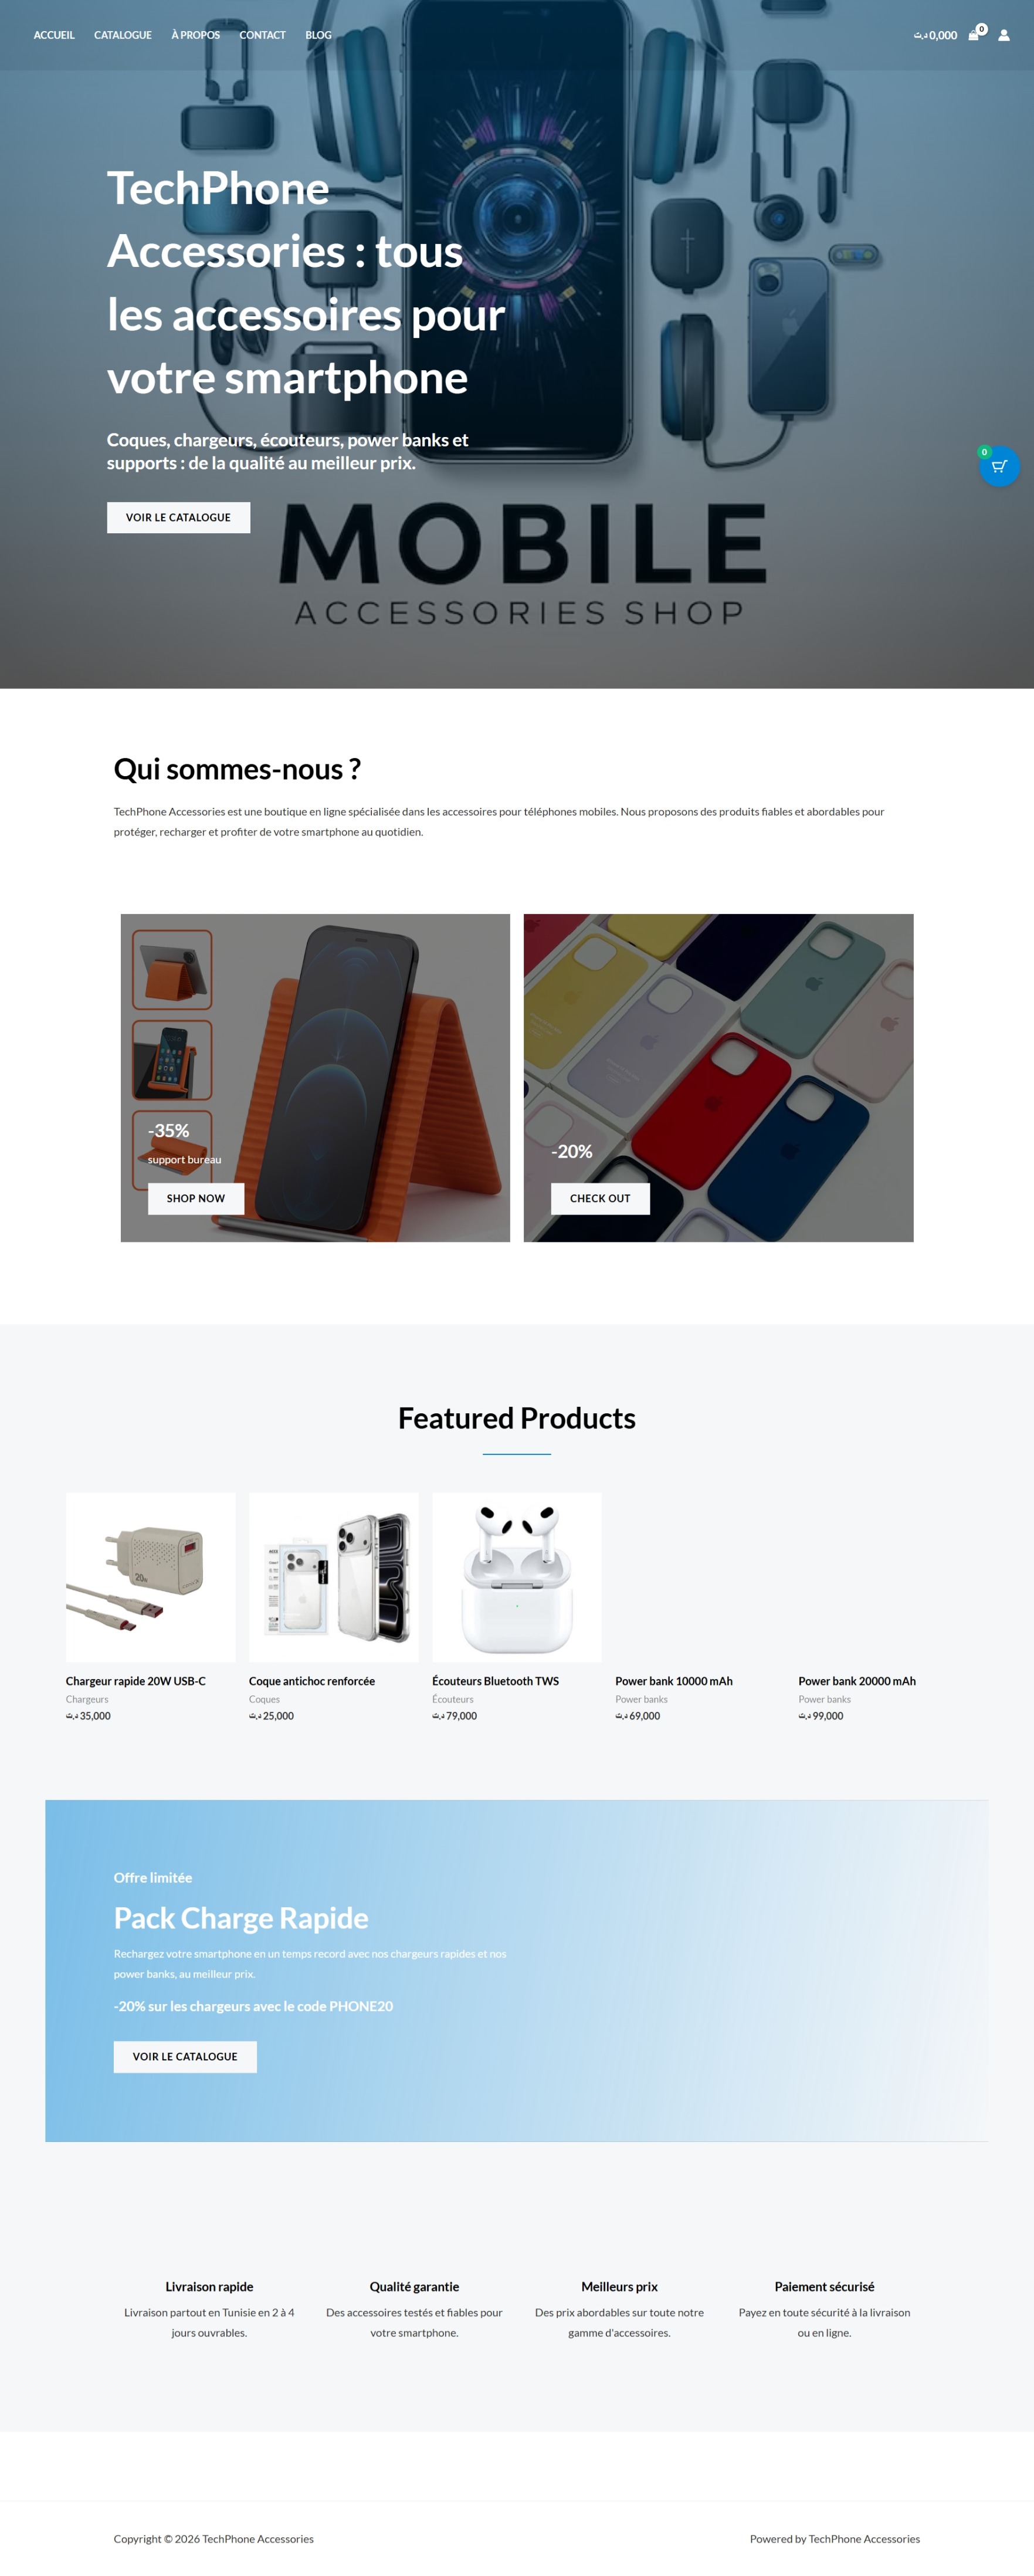 ACCUEIL CATALOGUE À PROPOS CONTACT BLOG
د.ت 0,000 0
TechPhone
Accessories : tous
les accessoires pour
votre smartphone
Coques, chargeurs, écouteurs, power banks et
supports : de la qualité au meilleur prix.
0
VOIR LE CATALOGUE
MOBILE
ACCESSORIES SHOP
Qui sommes-nous ?
TechPhone Accessories est une boutique en ligne spécialisée dans les accessoires pour téléphones mobiles. Nous proposons des produits fiables et abordables pour
protéger, recharger et profiter de votre smartphone au quotidien.
-35%
support bureau
SHOP NOW
-20%
CHECK OUT
Featured Products
20w
Chargeur rapide 20W USB-C
Chargeurs
د.ت 35,000
Coque antichoc renforcée
Coques
د.ت 25,000
Écouteurs Bluetooth TWS
Écouteurs
د.ت 79,000
Power bank 10000 mAh
Power banks
د.ت 69,000
Power bank 20000 mAh
Power banks
د.ت 99,000
Offre limitée
Pack Charge Rapide
Rechargez votre smartphone en un temps record avec nos chargeurs rapides et nos
power banks, au meilleur prix.
-20% sur les chargeurs avec le code PHONE20
VOIR LE CATALOGUE
Livraison rapide
Livraison partout en Tunisie en 2 à 4
jours ouvrables.
Qualité garantie
Des accessoires testés et fiables pour
votre smartphone.
Meilleurs prix
Des prix abordables sur toute notre
gamme d'accessoires.
Paiement sécurisé
Payez en toute sécurité à la livraison
ou en ligne.
Copyright © 2026 TechPhone Accessories
Powered by TechPhone Accessories